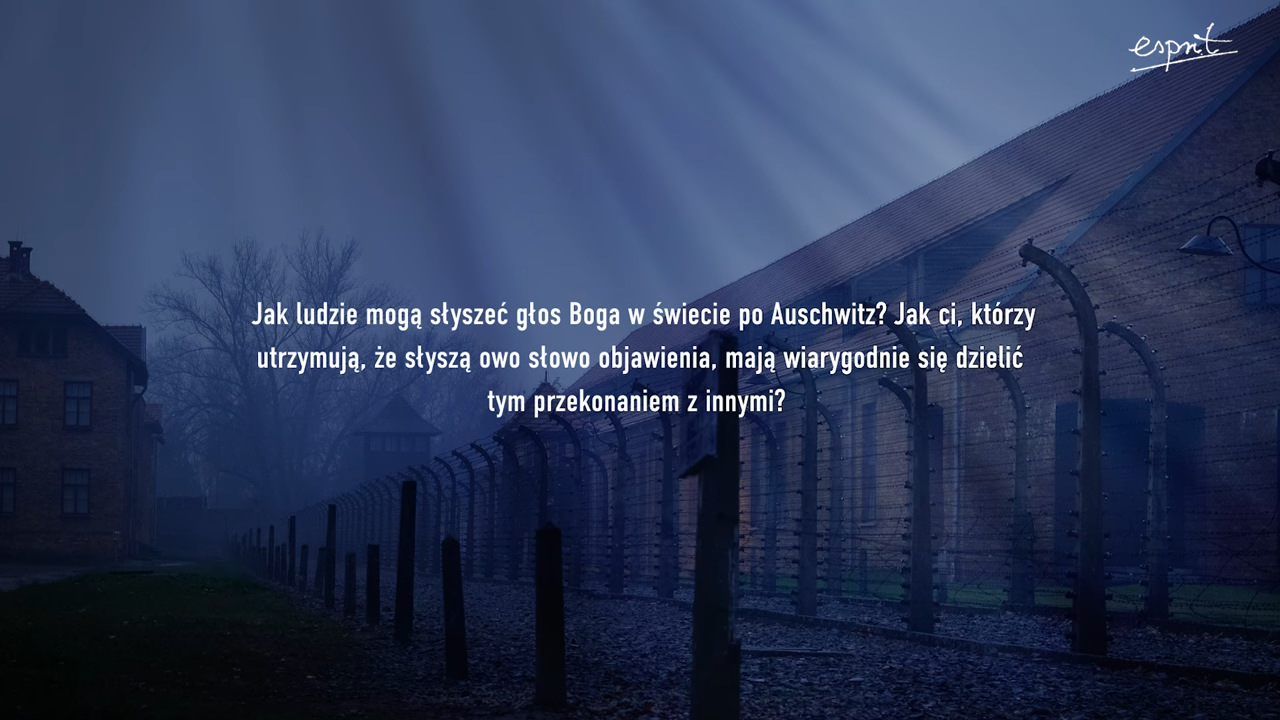 esprit
Jak ludzie mogą słyszeć głos Boga w świecie po Auschwitz? Jak ci, którzy
utrzymują, że słyszą owo słowo objawienia, mają wiarygodnie się dzielić
tym przekonaniem z innymi?